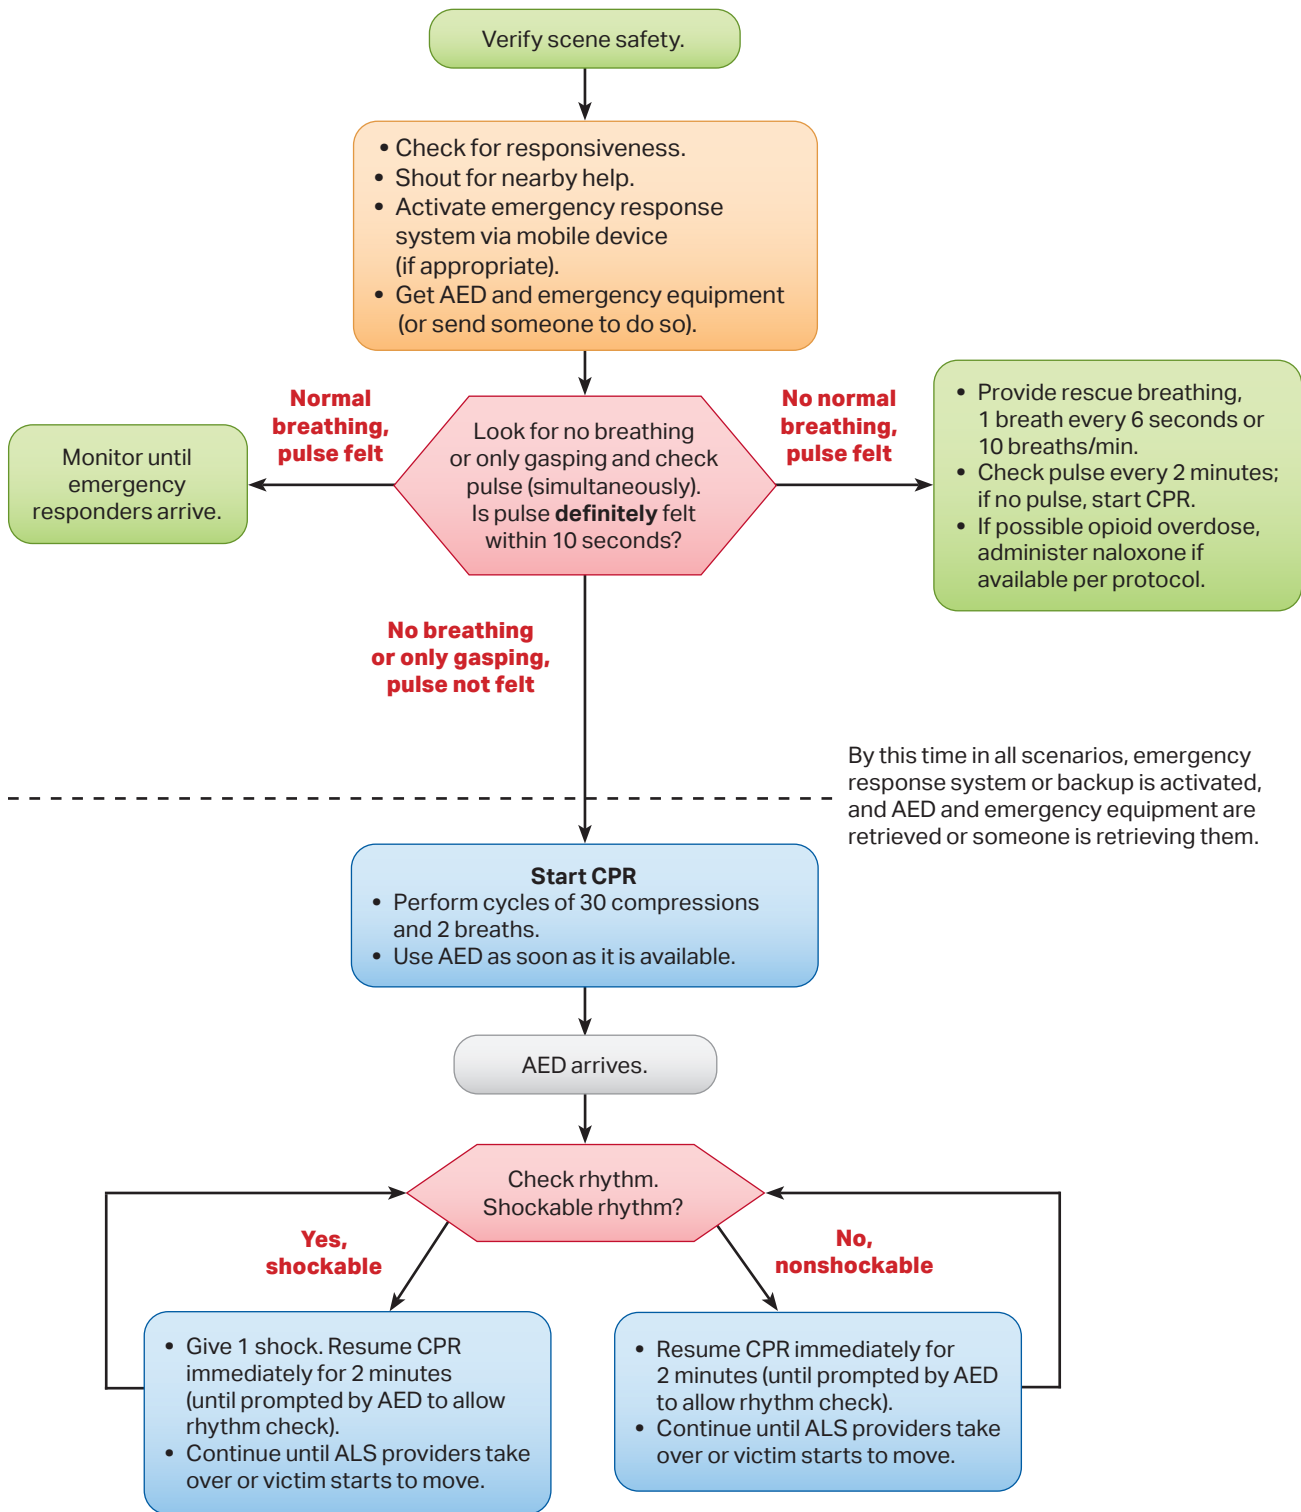 Verify scene safety.
• Check for responsiveness.
• Shout for nearby help.
• Activate emergency response
system via mobile device
(if appropriate).
• Get AED and emergency equipment
(or send someone to do so).
Normal
breathing,
pulse felt
Look for no breathing
or only gasping and check
pulse (simultaneously).
Is pulse definitely felt
within 10 seconds?
No normal
breathing,
pulse felt
Monitor until
emergency
responders arrive.
• Provide rescue breathing,
1 breath every 6 seconds or
10 breaths/min.
• Check pulse every 2 minutes;
if no pulse, start CPR.
• If possible opioid overdose,
administer naloxone if
available per protocol.
No breathing
or only gasping,
pulse not felt
By this time in all scenarios, emergency
response system or backup is activated,
and AED and emergency equipment are
retrieved or someone is retrieving them.
Start CPR
• Perform cycles of 30 compressions
and 2 breaths.
• Use AED as soon as it is available.
AED arrives.
Check rhythm.
Shockable rhythm?
Yes,
shockable
No,
nonshockable
• Give 1 shock. Resume CPR
immediately for 2 minutes
(until prompted by AED to allow
rhythm check).
• Continue until ALS providers take
over or victim starts to move.
• Resume CPR immediately for
2 minutes (until prompted by AED
to allow rhythm check).
• Continue until ALS providers take
over or victim starts to move.